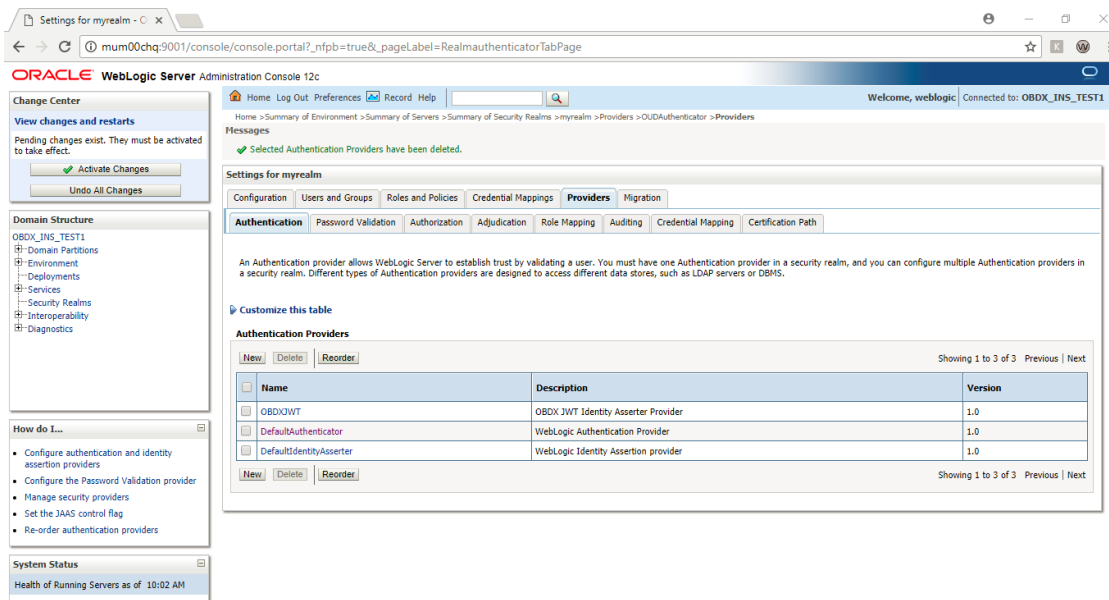 Settings for myrealm - O
mum00chq:9001/console/console.portal?_nfpb=true&_pageLabel=RealmauthenticatorTabPage
ORACLE WebLogic Server Administration Console 12c
Change Center
View changes and restarts
Pending changes exist. They must be activated
to take effect.
Activate Changes
Undo All Changes
Domain Structure
OBDX_INS_TEST1
Domain Partitions
Environment
Deployments
Services
Security Realms
Interoperability
Diagnostics
How do I...
Configure authentication and identity
assertion providers
Configure the Password Validation provider
Manage security providers
Set the JAAS control flag
Re-order authentication providers
System Status
Health of Running Servers as of 10:02 AM
Home Log Out Preferences Record Help
Welcome, weblogic Connected to: OBDX_INS_TEST1
Home >Summary of Environment >Summary of Servers >Summary of Security Realms >myrealm >Providers >OUDAuthenticator >Providers
Messages
Selected Authentication Providers have been deleted.
Settings for myrealm
Configuration Users and Groups Roles and Policies Credential Mappings Providers Migration
Authentication Password Validation Authorization Adjudication Role Mapping Auditing Credential Mapping Certification Path
An Authentication provider allows WebLogic Server to establish trust by validating a user. You must have one Authentication provider in a security realm, and you can configure multiple Authentication providers in
a security realm. Different types of Authentication providers are designed to access different data stores, such as LDAP servers or DBMS.
Customize this table
Authentication Providers
New Delete Reorder Showing 1 to 3 of 3 Previous | Next
Name Description Version
OBDXJWT OBDX JWT Identity Asserter Provider 1.0
DefaultAuthenticator WebLogic Authentication Provider 1.0
DefaultIdentityAsserter WebLogic Identity Assertion provider 1.0
New Delete Reorder Showing 1 to 3 of 3 Previous | Next